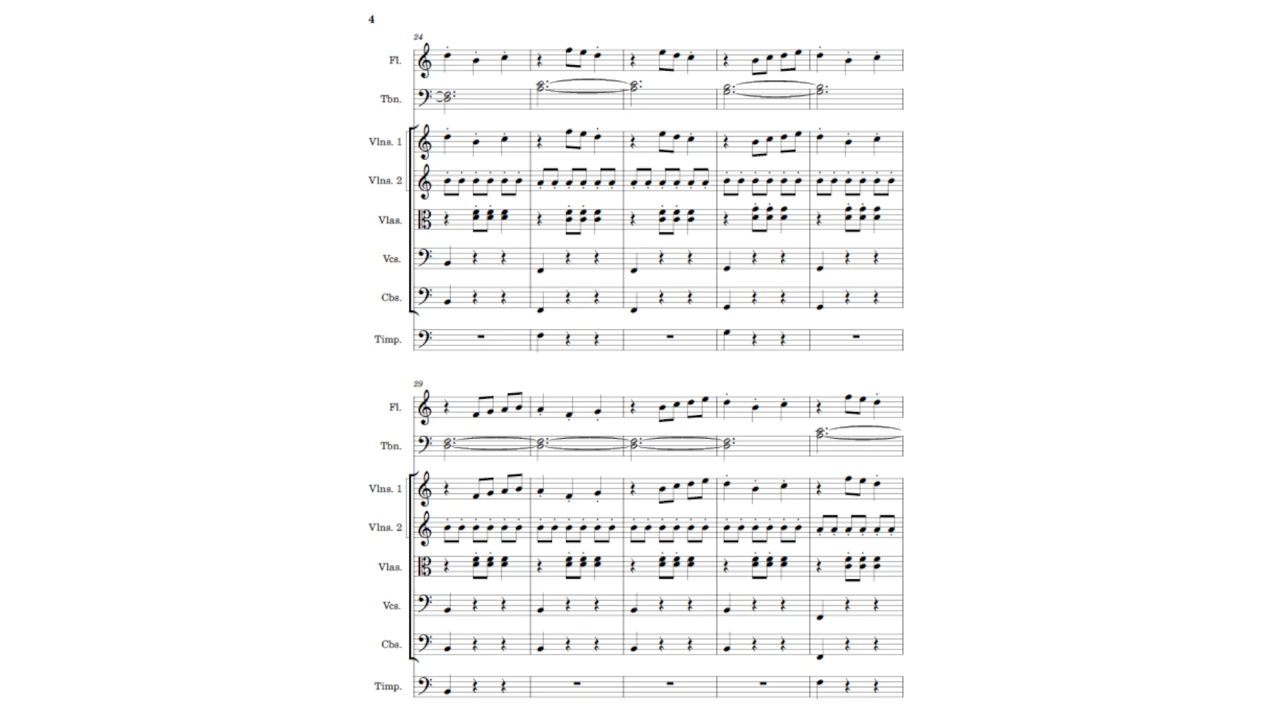 4
24
Fl.
Tbn.
Vlns. 1
Vlns. 2
Vlas.
Vcs.
Cbs.
Timp.
29
Fl.
Tbn.
Vlns. 1
Vlns. 2
Vlas.
Vcs.
Cbs.
Timp.